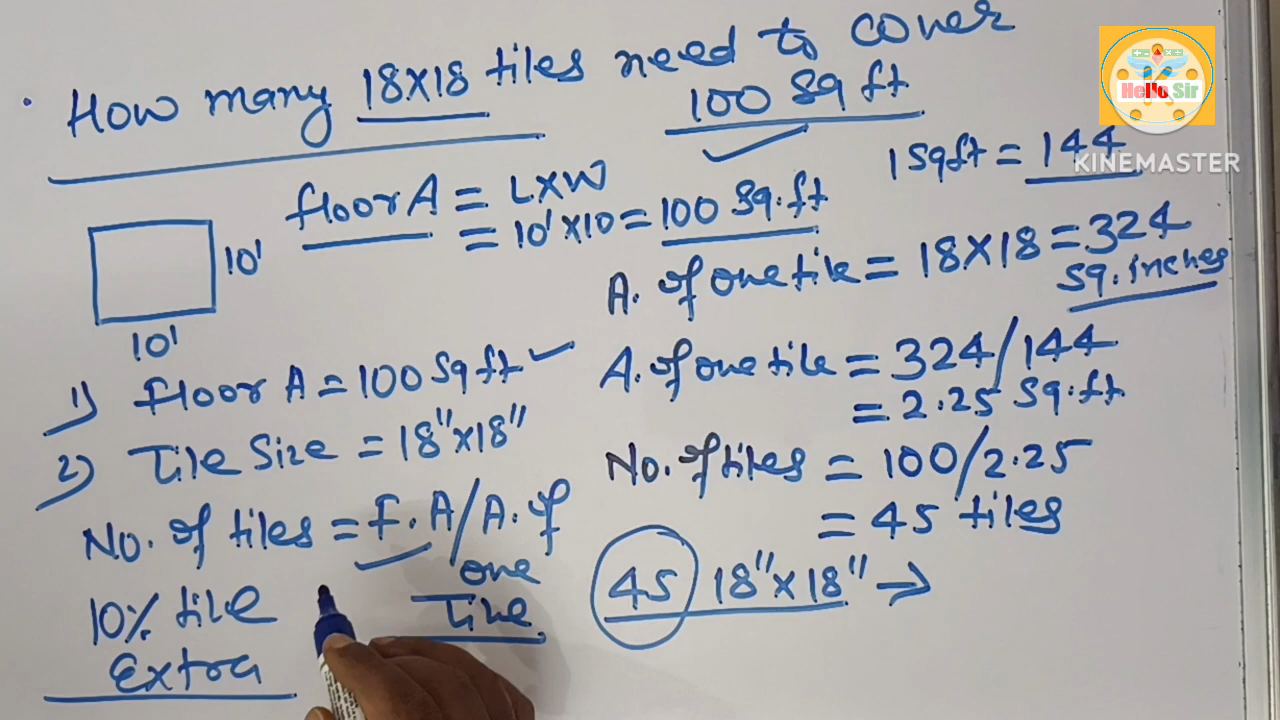 How many 18X18 tiles need to cover
100 Sq ft
Hello Sir
KINEMASTER
1 Sqft = 144
floor A = LXW
= 10'X10 = 100 Sq.ft
10'
10'
A. of one tile = 18X18 = 324
Sq. inches
1) Floor A = 100 Sq ft
2) Tile Size = 18"X18"
No. of tiles = F.A/A. of
one
Tile
10% tile
Extra
A. of one tile = 324/144
= 2.25 Sq.ft
No. of tiles = 100/2.25
= 45 tiles
45 18"X18" →